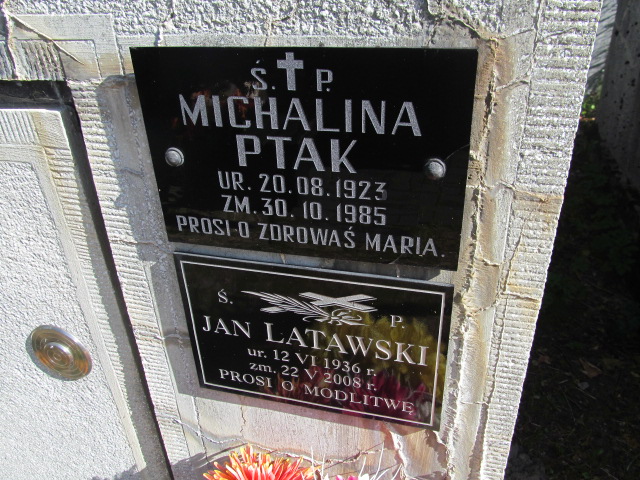 Ś. P.
MICHALINA
PTAK
UR. 20.08.1923
ZM. 30.10.1985
PROSI O ZDROWAŚ MARIA.
Ś. P.
JAN LATAWSKI
ur. 12 VI 1936 r.
zm. 22 V 2008 r.
PROSI O MODLITWĘ